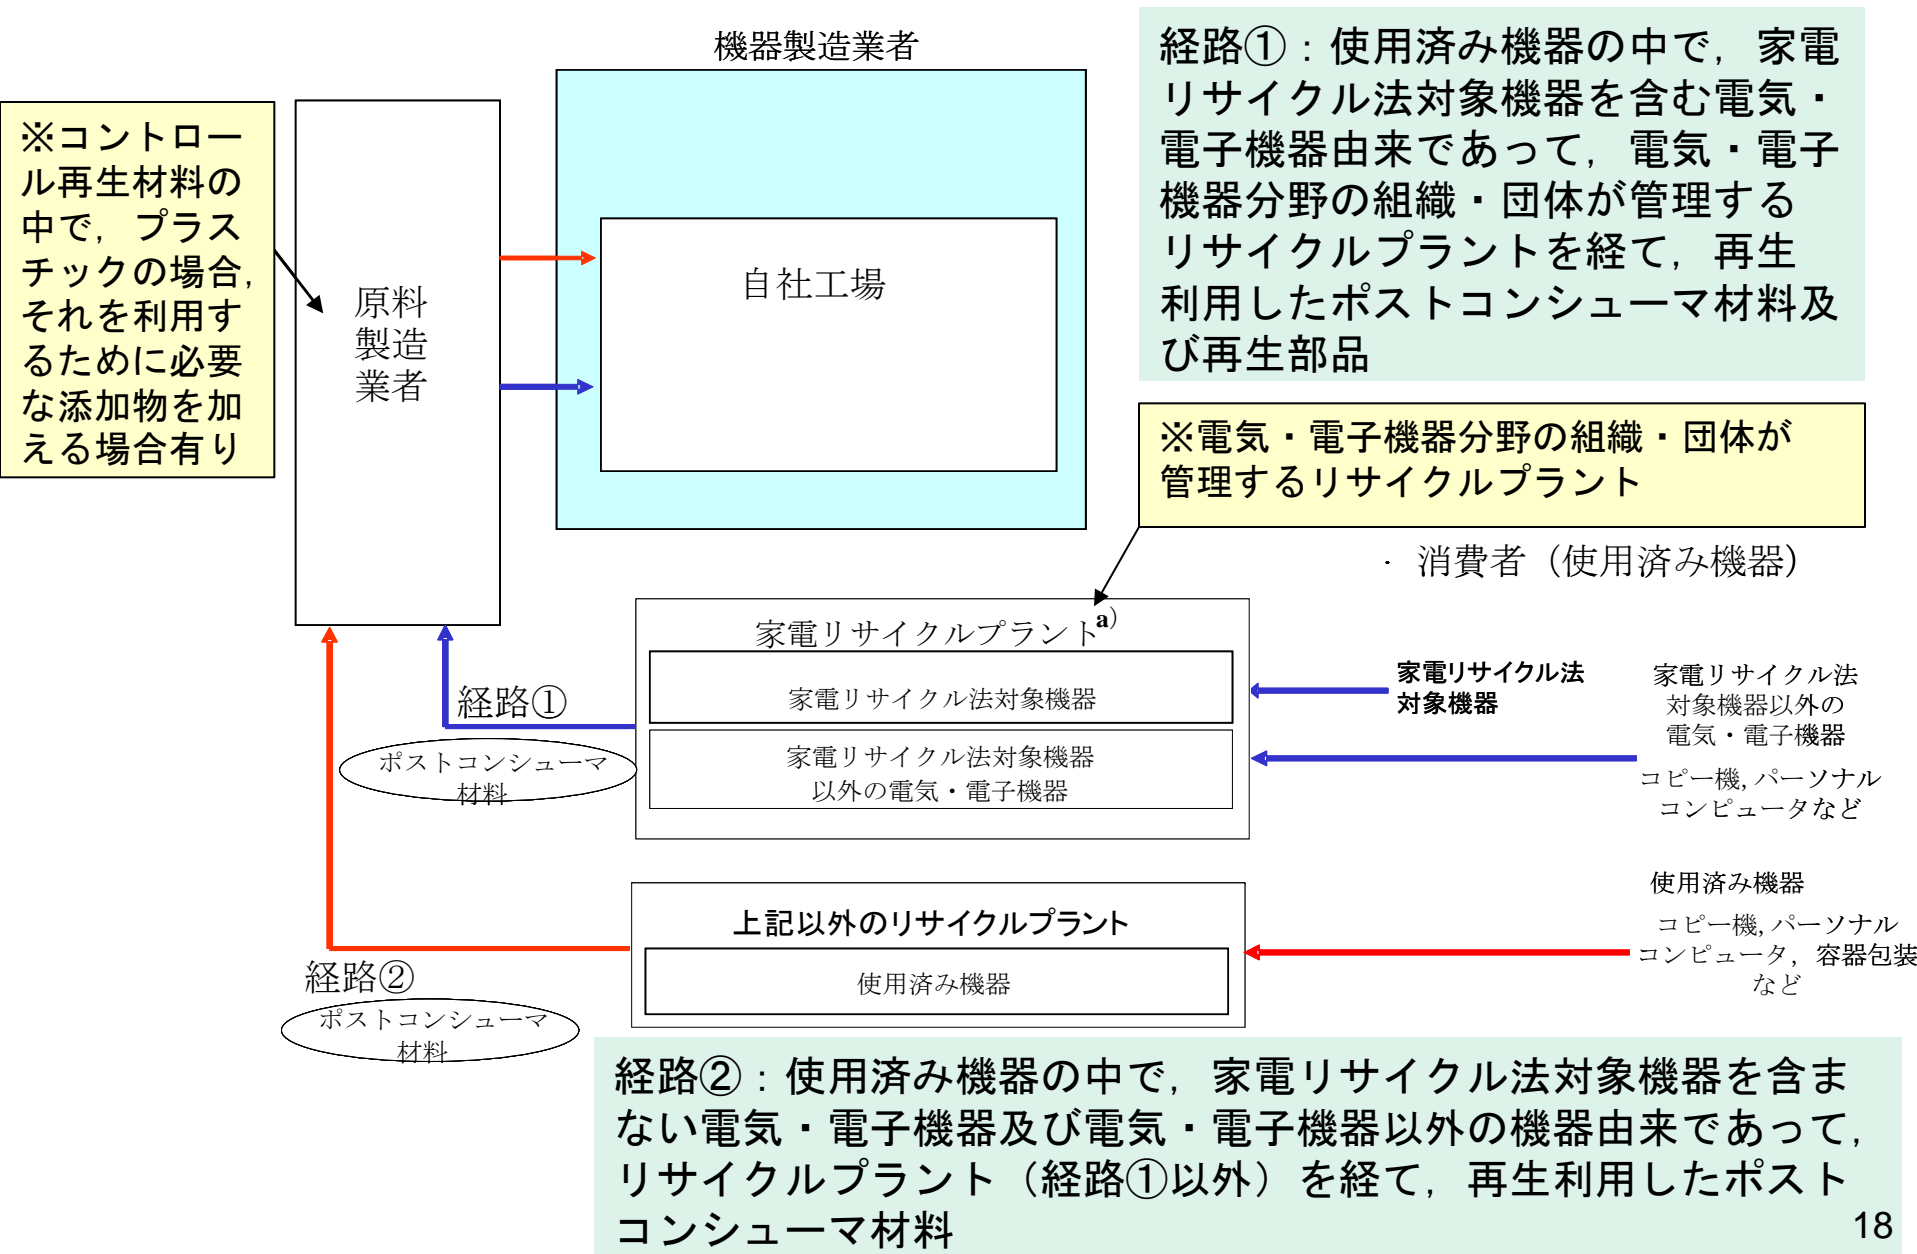 機器製造業者
経路①：使用済み機器の中で，家電
リサイクル法対象機器を含む電気・
電子機器由来であって，電気・電子
機器分野の組織・団体が管理する
リサイクルプラントを経て，再生
利用したポストコンシューマ材料及
び再生部品
※コントロー
ル再生材料の
中で，プラス
チックの場合，
それを利用す
るために必要
な添加物を加
える場合有り
原料
製造
業者
自社工場
※電気・電子機器分野の組織・団体が
管理するリサイクルプラント
・消費者（使用済み機器）
家電リサイクルプラントa）
家電リサイクル法対象機器
家電リサイクル法対象機器
以外の電気・電子機器
経路①
ポストコンシューマ
材料
家電リサイクル法
対象機器
家電リサイクル法
対象機器以外の
電気・電子機器
コピー機，パーソナル
コンピュータなど
上記以外のリサイクルプラント
使用済み機器
経路②
ポストコンシューマ
材料
使用済み機器
コピー機，パーソナル
コンピュータ，容器包装
など
経路②：使用済み機器の中で，家電リサイクル法対象機器を含ま
ない電気・電子機器及び電気・電子機器以外の機器由来であって，
リサイクルプラント（経路①以外）を経て，再生利用したポスト
コンシューマ材料
18